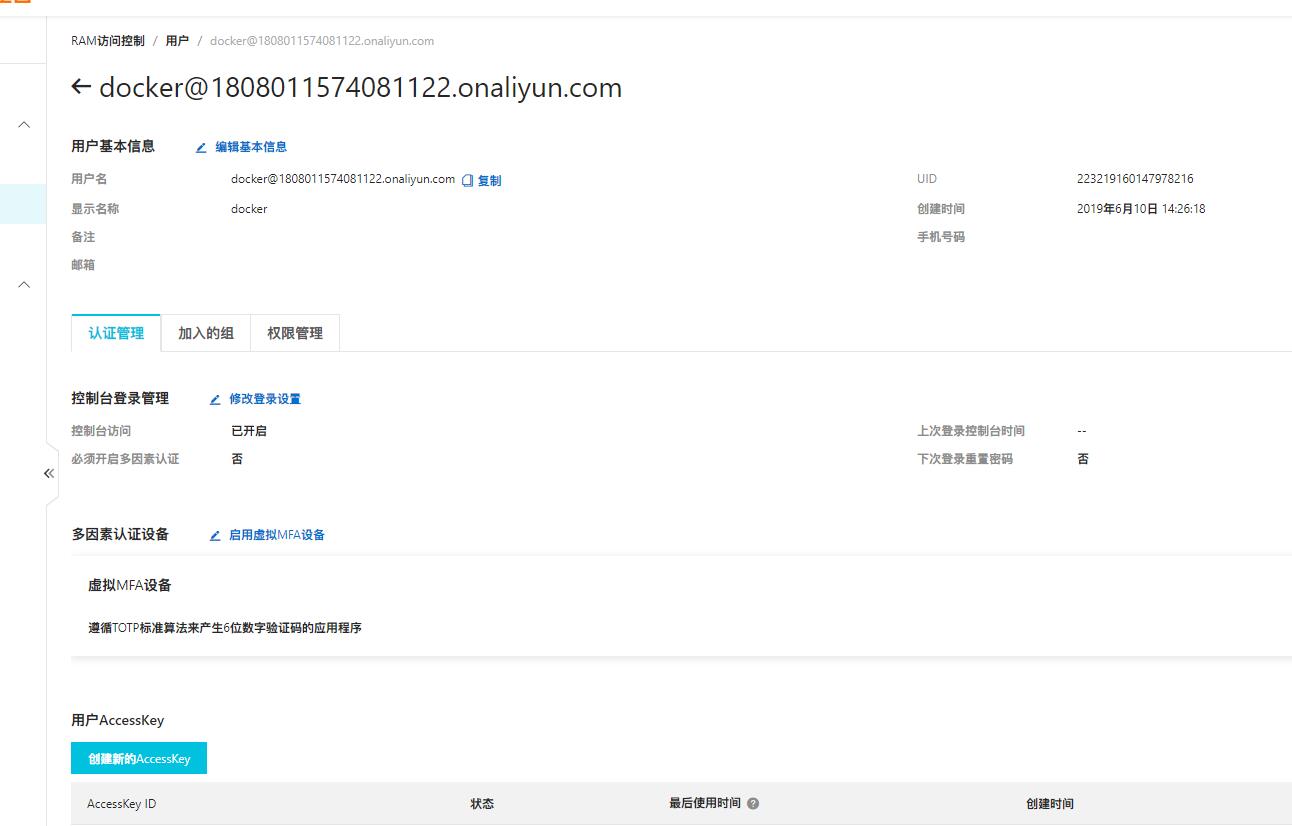 RAM访问控制 / 用户 / docker@1808011574081122.onaliyun.com
← docker@1808011574081122.onaliyun.com
用户基本信息 编辑基本信息
用户名 docker@1808011574081122.onaliyun.com 复制 UID 223219160147978216
显示名称 docker 创建时间 2019年6月10日 14:26:18
备注 手机号码
邮箱
认证管理 加入的组 权限管理
控制台登录管理 修改登录设置
控制台访问 已开启 上次登录控制台时间 --
必须开启多因素认证 否 下次登录重置密码 否
多因素认证设备 启用虚拟MFA设备
虚拟MFA设备
遵循TOTP标准算法来产生6位数字验证码的应用程序
用户AccessKey
创建新的AccessKey
AccessKey ID 状态 最后使用时间 ? 创建时间